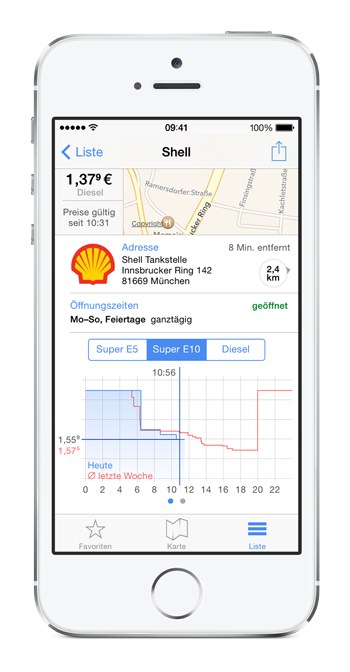 09:41
100%
Liste
Shell
1,37⁹ €
Diesel
Preise gültig
seit 10:31
Ramersdorfer-Straße
Finsingstraße
Kachletstraße
cker Ring
Copyright
Adresse
8 Min. entfernt
Shell Tankstelle
Innsbrucker Ring 142
81669 München
2,4
km
Öffnungszeiten
geöffnet
Mo–So, Feiertage ganztägig
Super E5
Super E10
Diesel
10:56
1,55⁹
1,57⁵
Heute
Ø letzte Woche
0 2 4 6 8 10 12 14 16 18 20 22
Favoriten
Karte
Liste